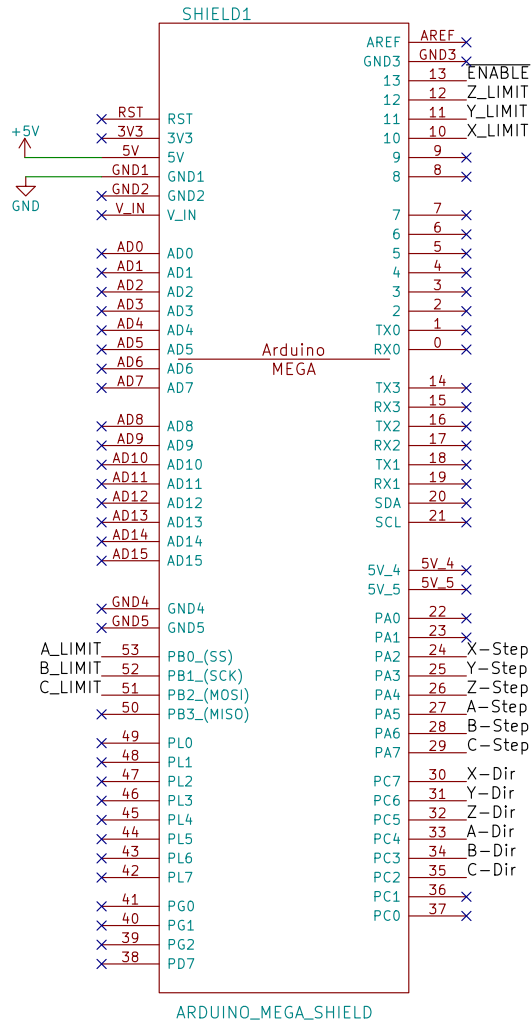 SHIELD1
AREF AREF
GND3 GND3
13 13 ENABLE
12 12 Z_LIMIT
RST RST 11 11 Y_LIMIT
3V3 3V3 10 10 X_LIMIT
+5V 5V 5V 9 9
GND GND1 GND1 8 8
GND2 GND2
V_IN V_IN 7 7
6 6
AD0 AD0 5 5
AD1 AD1 4 4
AD2 AD2 3 3
AD3 AD3 2 2
AD4 AD4 TX0 1
AD5 AD5 RX0 0
Arduino
AD6 AD6 MEGA
AD7 AD7 TX3 14
RX3 15
AD8 AD8 TX2 16
AD9 AD9 RX2 17
AD10 AD10 TX1 18
AD11 AD11 RX1 19
AD12 AD12 SDA 20
AD13 AD13 SCL 21
AD14 AD14
AD15 AD15 5V_4 5V_4
5V_5 5V_5
GND4 GND4 PA0 22
GND5 GND5 PA1 23
A_LIMIT 53 PB0_(SS) PA2 24 X-Step
B_LIMIT 52 PB1_(SCK) PA3 25 Y-Step
C_LIMIT 51 PB2_(MOSI) PA4 26 Z-Step
50 PB3_(MISO) PA5 27 A-Step
PA6 28 B-Step
49 PL0 PA7 29 C-Step
48 PL1
47 PL2 PC7 30 X-Dir
46 PL3 PC6 31 Y-Dir
45 PL4 PC5 32 Z-Dir
44 PL5 PC4 33 A-Dir
43 PL6 PC3 34 B-Dir
42 PL7 PC2 35 C-Dir
PC1 36
41 PG0 PC0 37
40 PG1
39 PG2
38 PD7
ARDUINO_MEGA_SHIELD